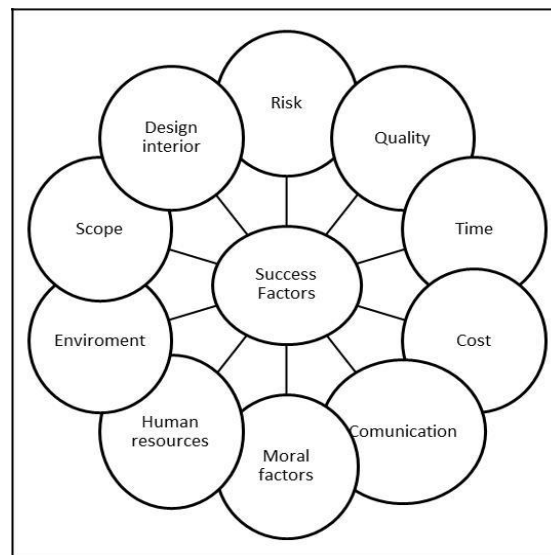 Risk
Quality
Time
Cost
Comunication
Moral
factors
Human
resources
Enviroment
Scope
Design
interior
Success
Factors